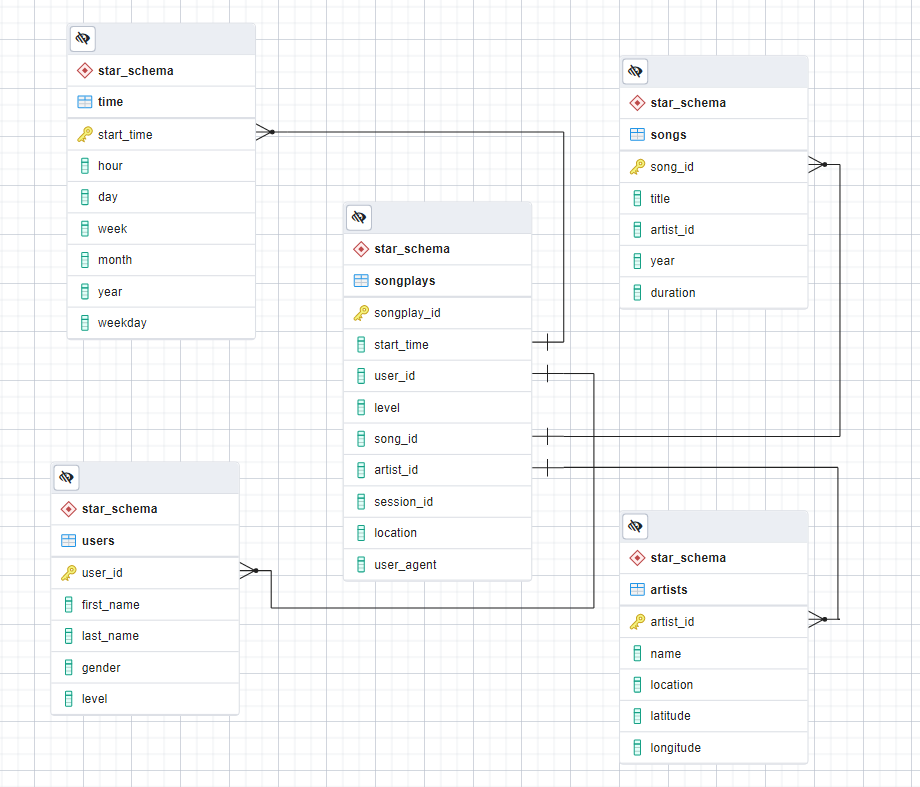 star_schema
time
start_time
hour
day
week
month
year
weekday
star_schema
songs
song_id
title
artist_id
year
duration
star_schema
songplays
songplay_id
start_time
user_id
level
song_id
artist_id
session_id
location
user_agent
star_schema
users
user_id
first_name
last_name
gender
level
star_schema
artists
artist_id
name
location
latitude
longitude